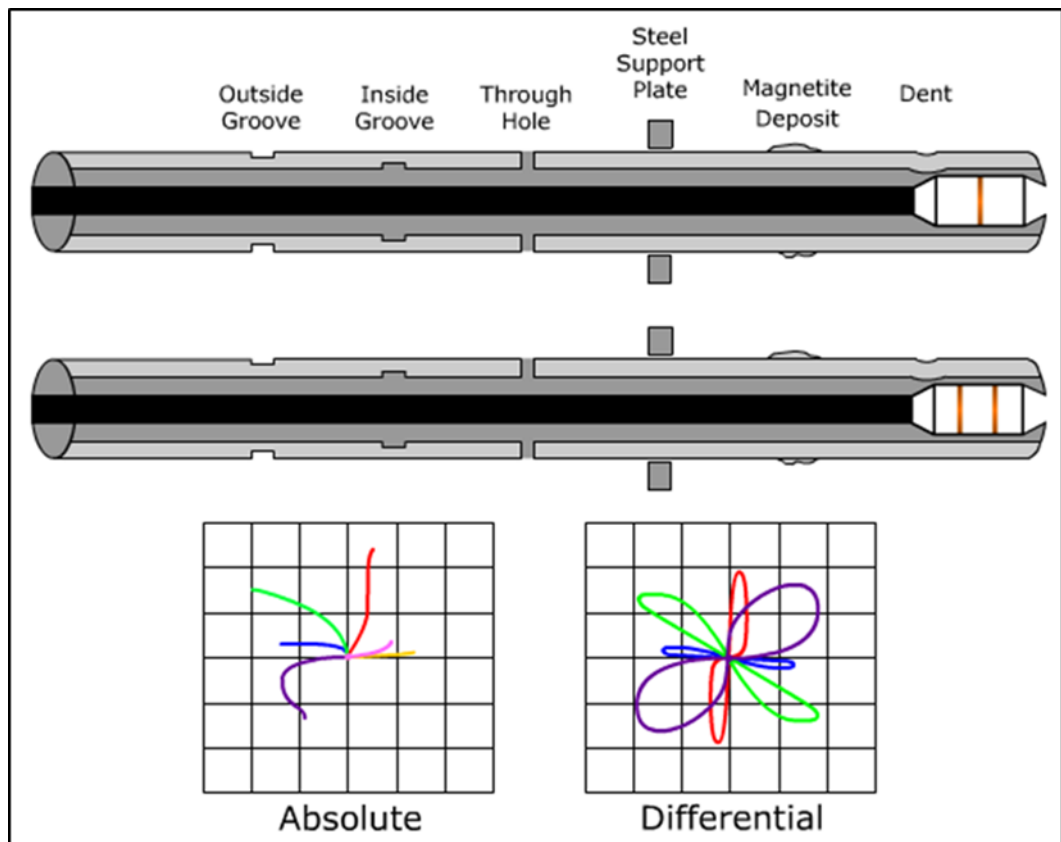 Outside
Groove
Inside
Groove
Through
Hole
Steel
Support
Plate
Magnetite
Deposit
Dent
Absolute
Differential